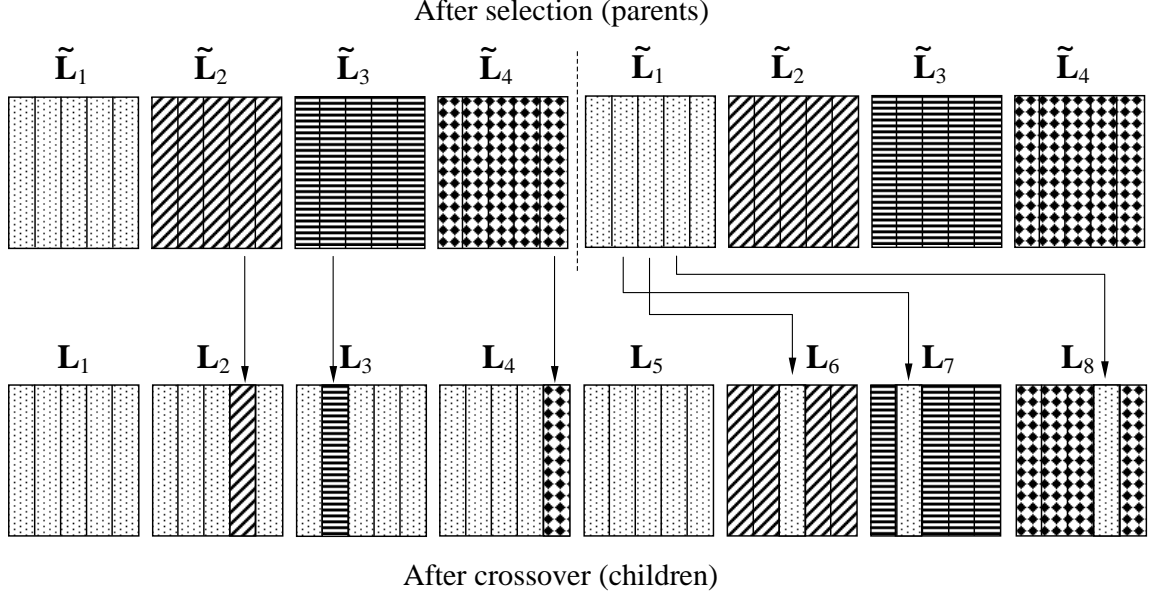 After selection (parents)
L̃₁ L̃₂ L̃₃ L̃₄ L̃₁ L̃₂ L̃₃ L̃₄
L₁ L₂ L₃ L₄ L₅ L₆ L₇ L₈
After crossover (children)